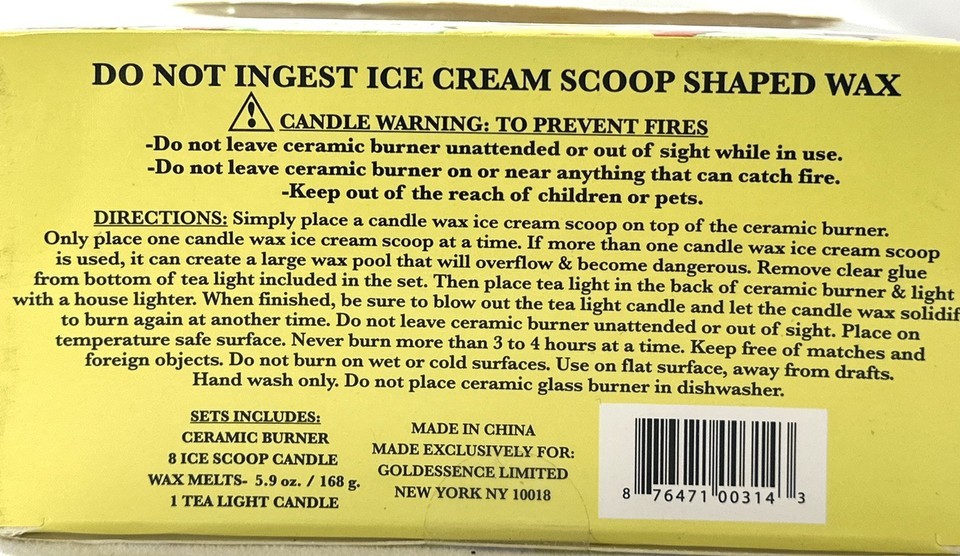 DO NOT INGEST ICE CREAM SCOOP SHAPED WAX
CANDLE WARNING: TO PREVENT FIRES
-Do not leave ceramic burner unattended or out of sight while in use.
-Do not leave ceramic burner on or near anything that can catch fire.
-Keep out of the reach of children or pets.
DIRECTIONS: Simply place a candle wax ice cream scoop on top of the ceramic burner.
Only place one candle wax ice cream scoop at a time. If more than one candle wax ice cream scoop
is used, it can create a large wax pool that will overflow & become dangerous. Remove clear glue
from bottom of tea light included in the set. Then place tea light in the back of ceramic burner & light
with a house lighter. When finished, be sure to blow out the tea light candle and let the candle wax solidif
to burn again at another time. Do not leave ceramic burner unattended or out of sight. Place on
temperature safe surface. Never burn more than 3 to 4 hours at a time. Keep free of matches and
foreign objects. Do not burn on wet or cold surfaces. Use on flat surface, away from drafts.
Hand wash only. Do not place ceramic glass burner in dishwasher.
SETS INCLUDES:
CERAMIC BURNER
8 ICE SCOOP CANDLE
WAX MELTS- 5.9 oz. / 168 g.
1 TEA LIGHT CANDLE
MADE IN CHINA
MADE EXCLUSIVELY FOR:
GOLDESSENCE LIMITED
NEW YORK NY 10018
8 76471 00314 3